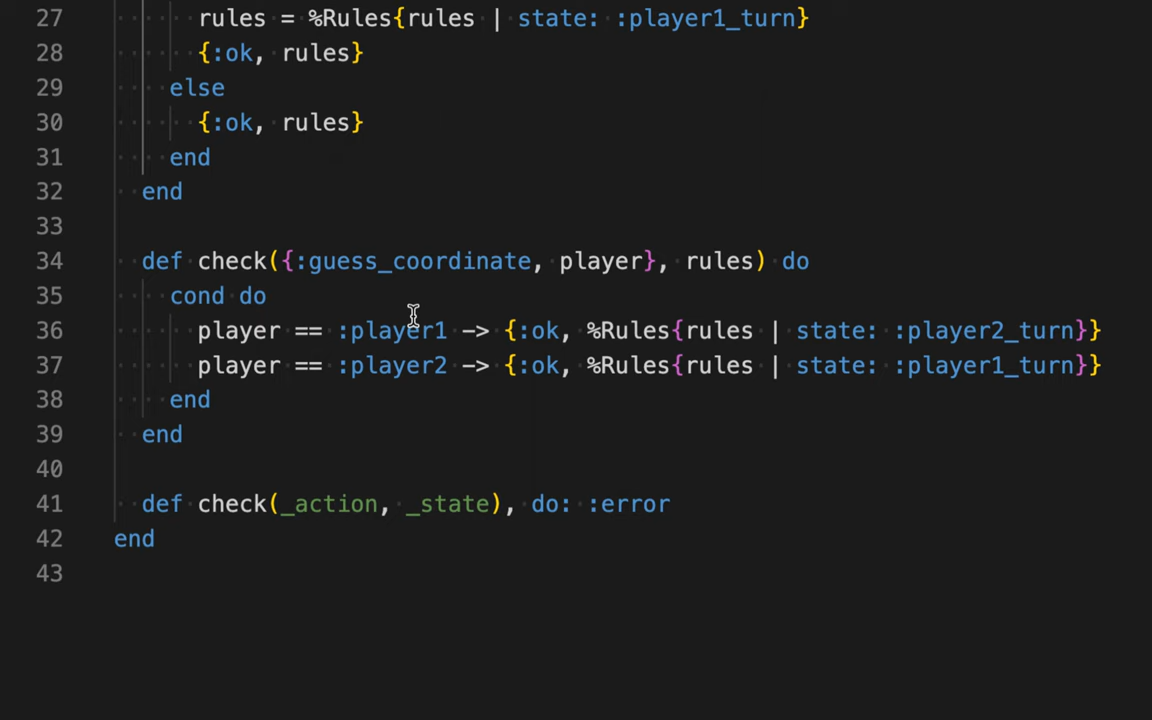 27 rules = %Rules{rules | state: :player1_turn}
28 {:ok, rules}
29 else
30 {:ok, rules}
31 end
32 end
33
34 def check({:guess_coordinate, player}, rules) do
35 cond do
36 player == :player1 -> {:ok, %Rules{rules | state: :player2_turn}}
37 player == :player2 -> {:ok, %Rules{rules | state: :player1_turn}}
38 end
39 end
40
41 def check(_action, _state), do: :error
42 end
43